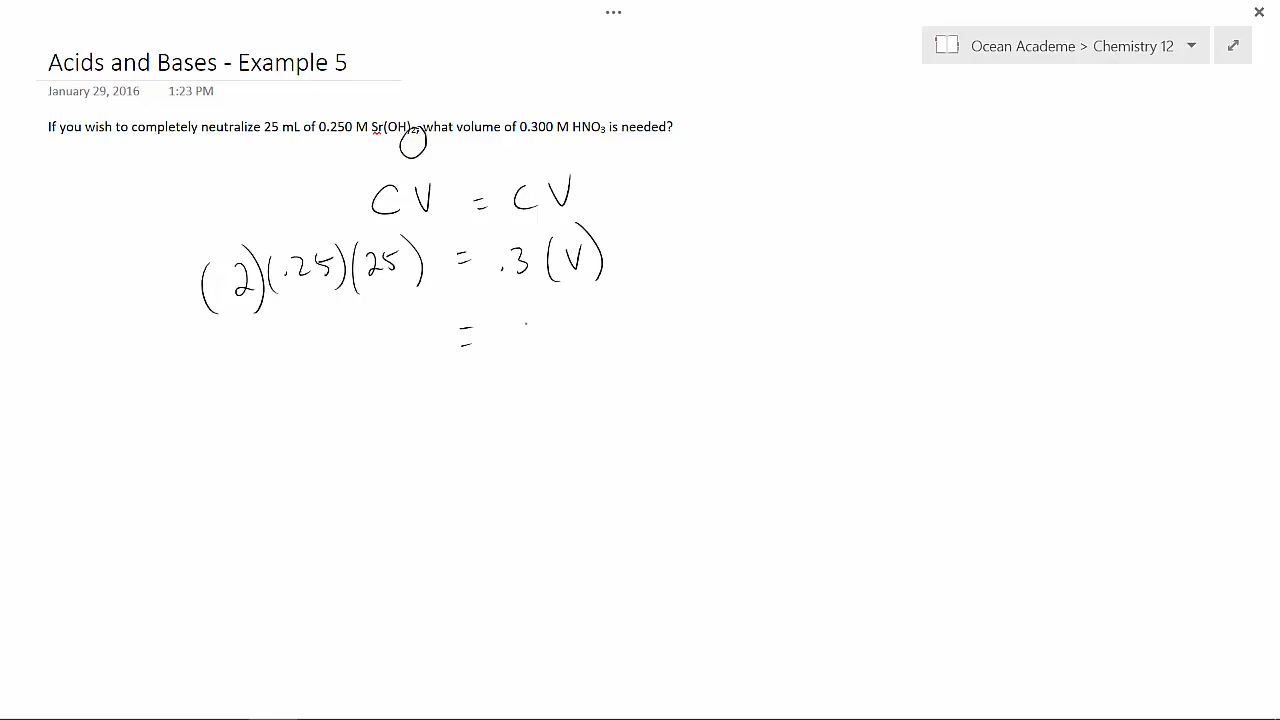 Ocean Academe > Chemistry 12
Acids and Bases - Example 5
January 29, 2016 1:23 PM
If you wish to completely neutralize 25 mL of 0.250 M Sr(OH)₂, what volume of 0.300 M HNO₃ is needed?
C V = C V
(2)(.25)(25) = .3 (V)
=